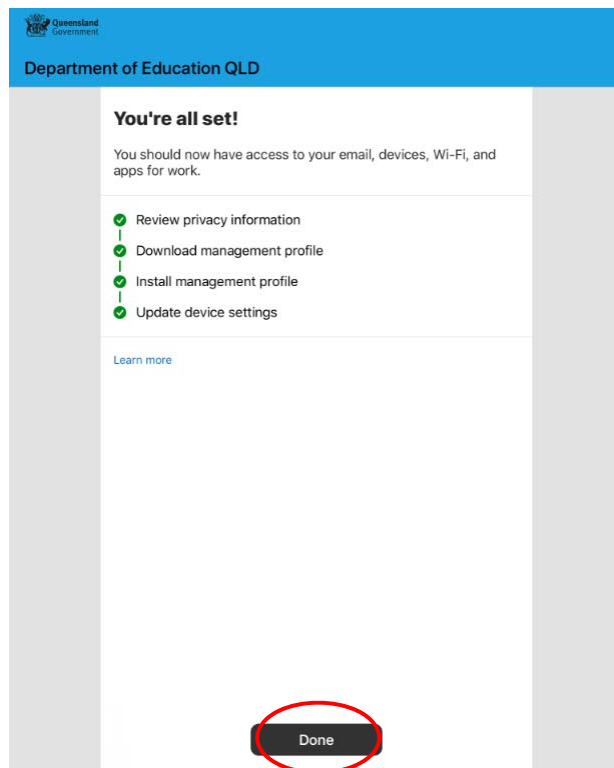 Queensland
Government
Department of Education QLD
You're all set!
You should now have access to your email, devices, Wi-Fi, and
apps for work.
Review privacy information
Download management profile
Install management profile
Update device settings
Learn more
Done